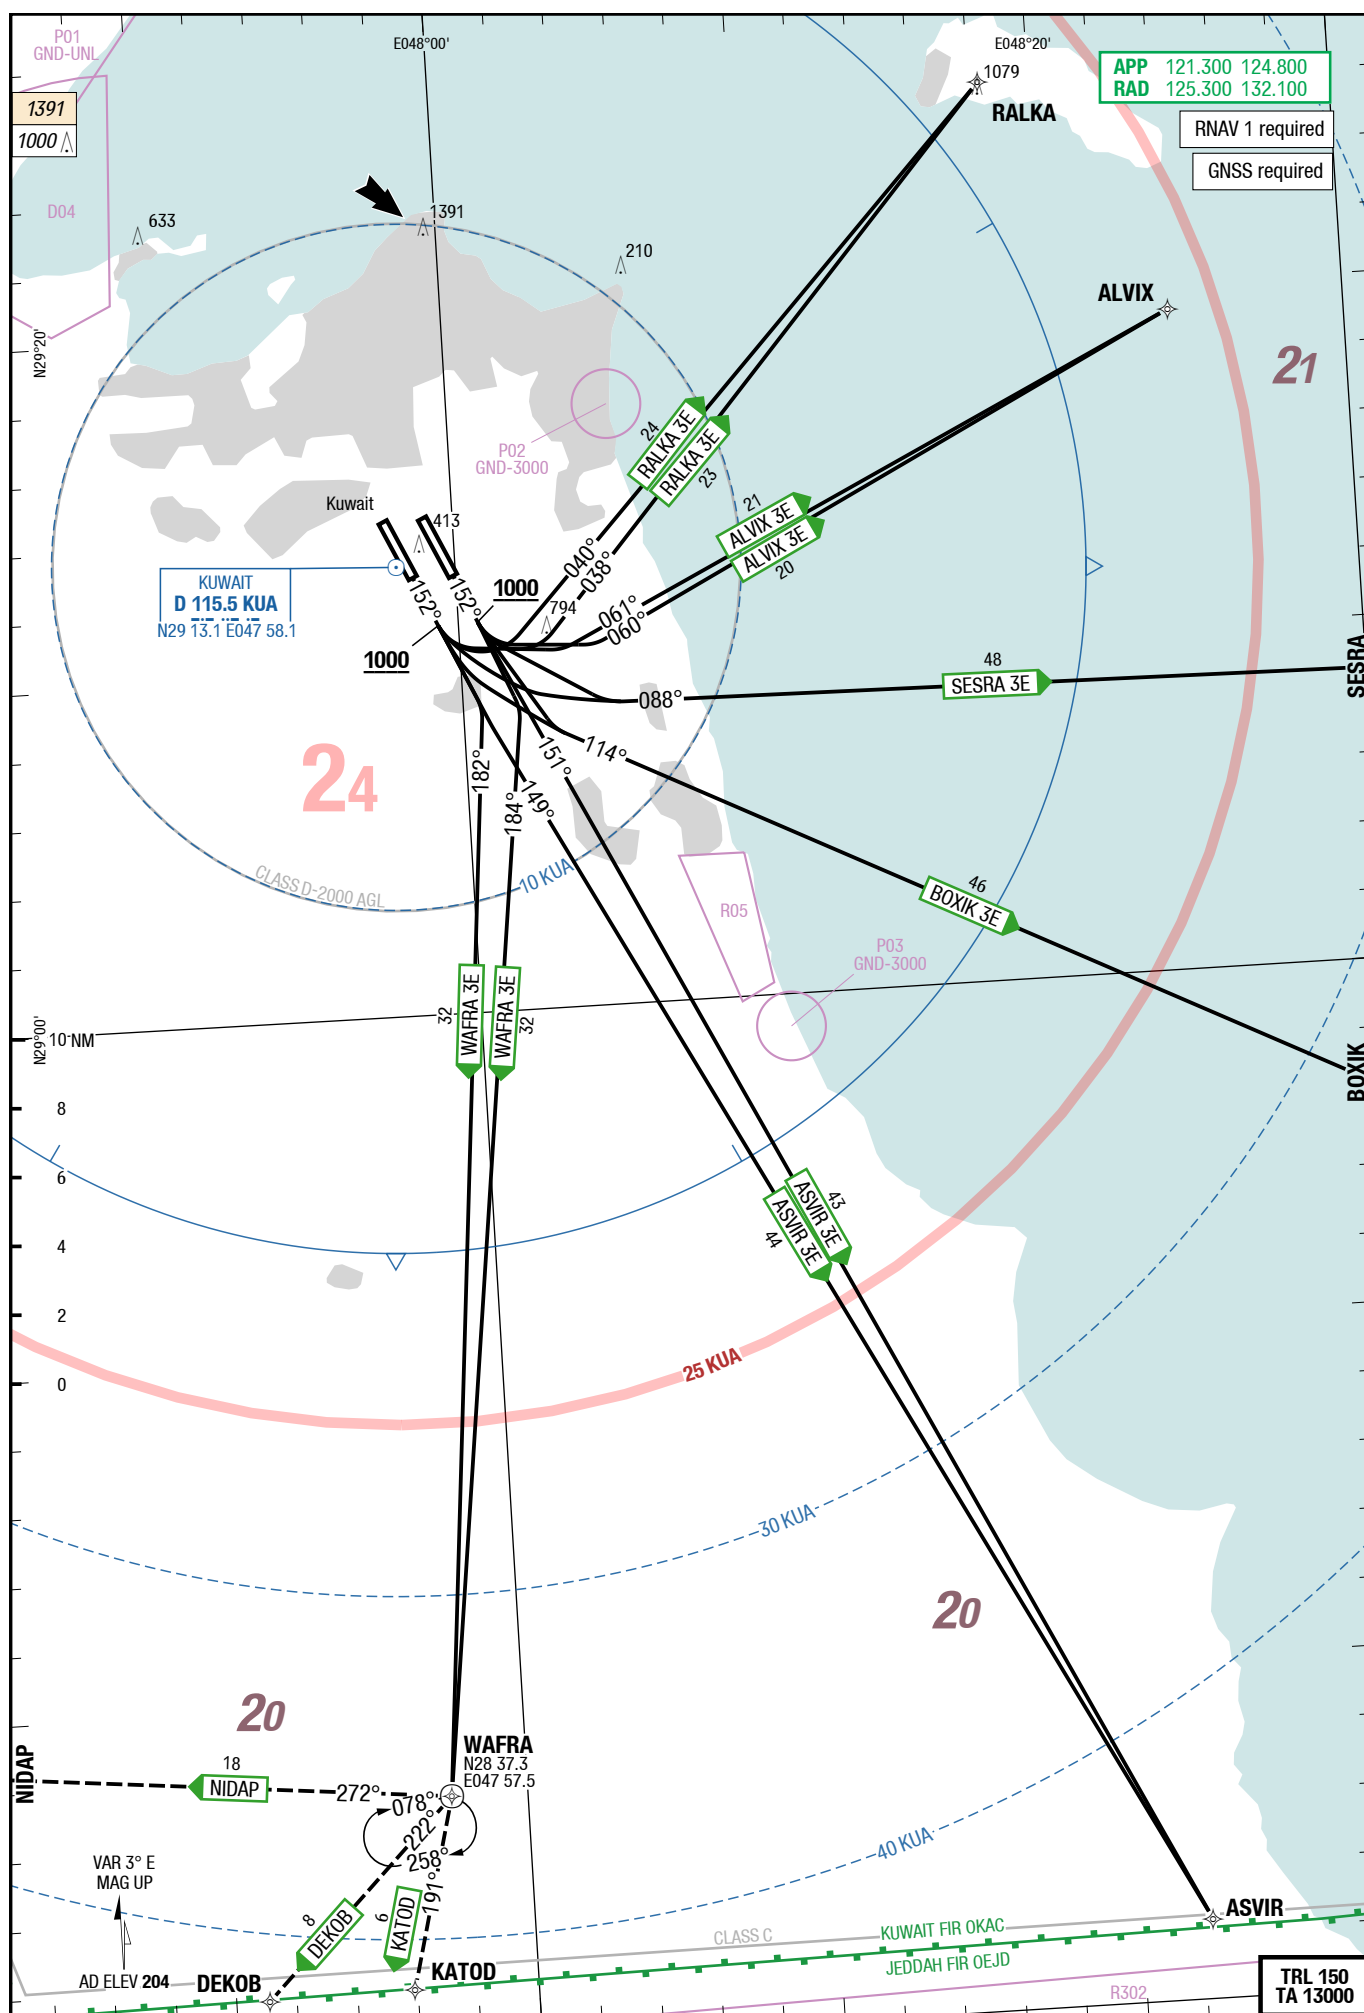 P01
GND-UNL
E048°00'
E048°20'
1079
RALKA
APP 121.300 124.800
RAD 125.300 132.100
RNAV 1 required
GNSS required
1391
1000
D04
633
1391
210
ALVIX
N29°20'
21
P02
GND-3000
24
RALKA 3E
RALKA 3E
23
Kuwait
413
21
ALVIX 3E
ALVIX 3E
20
KUWAIT
D 115.5 KUA
N29 13.1 E047 58.1
152°
152°
1000
040°
038°
794
061°
060°
1000
48
SESRA 3E
SESRA
088°
24
182°
184°
151°
149°
114°
CLASS D-2000 AGL
10 KUA
46
BOXIK 3E
R05
P03
GND-3000
32
WAFRA 3E
WAFRA 3E
32
N29°00'
10 NM
BOXIK
8
6
4
2
0
43
ASVIR 3E
ASVIR 3E
44
25 KUA
30 KUA
20
20
NIDAP
18
NIDAP
272°
WAFRA
N28 37.3
E047 57.5
078°
222°
258°
191°
40 KUA
VAR 3° E
MAG UP
8
DEKOB
6
KATOD
ASVIR
CLASS C
KUWAIT FIR OKAC
JEDDAH FIR OEJD
AD ELEV 204
DEKOB
KATOD
R302
TRL 150
TA 13000